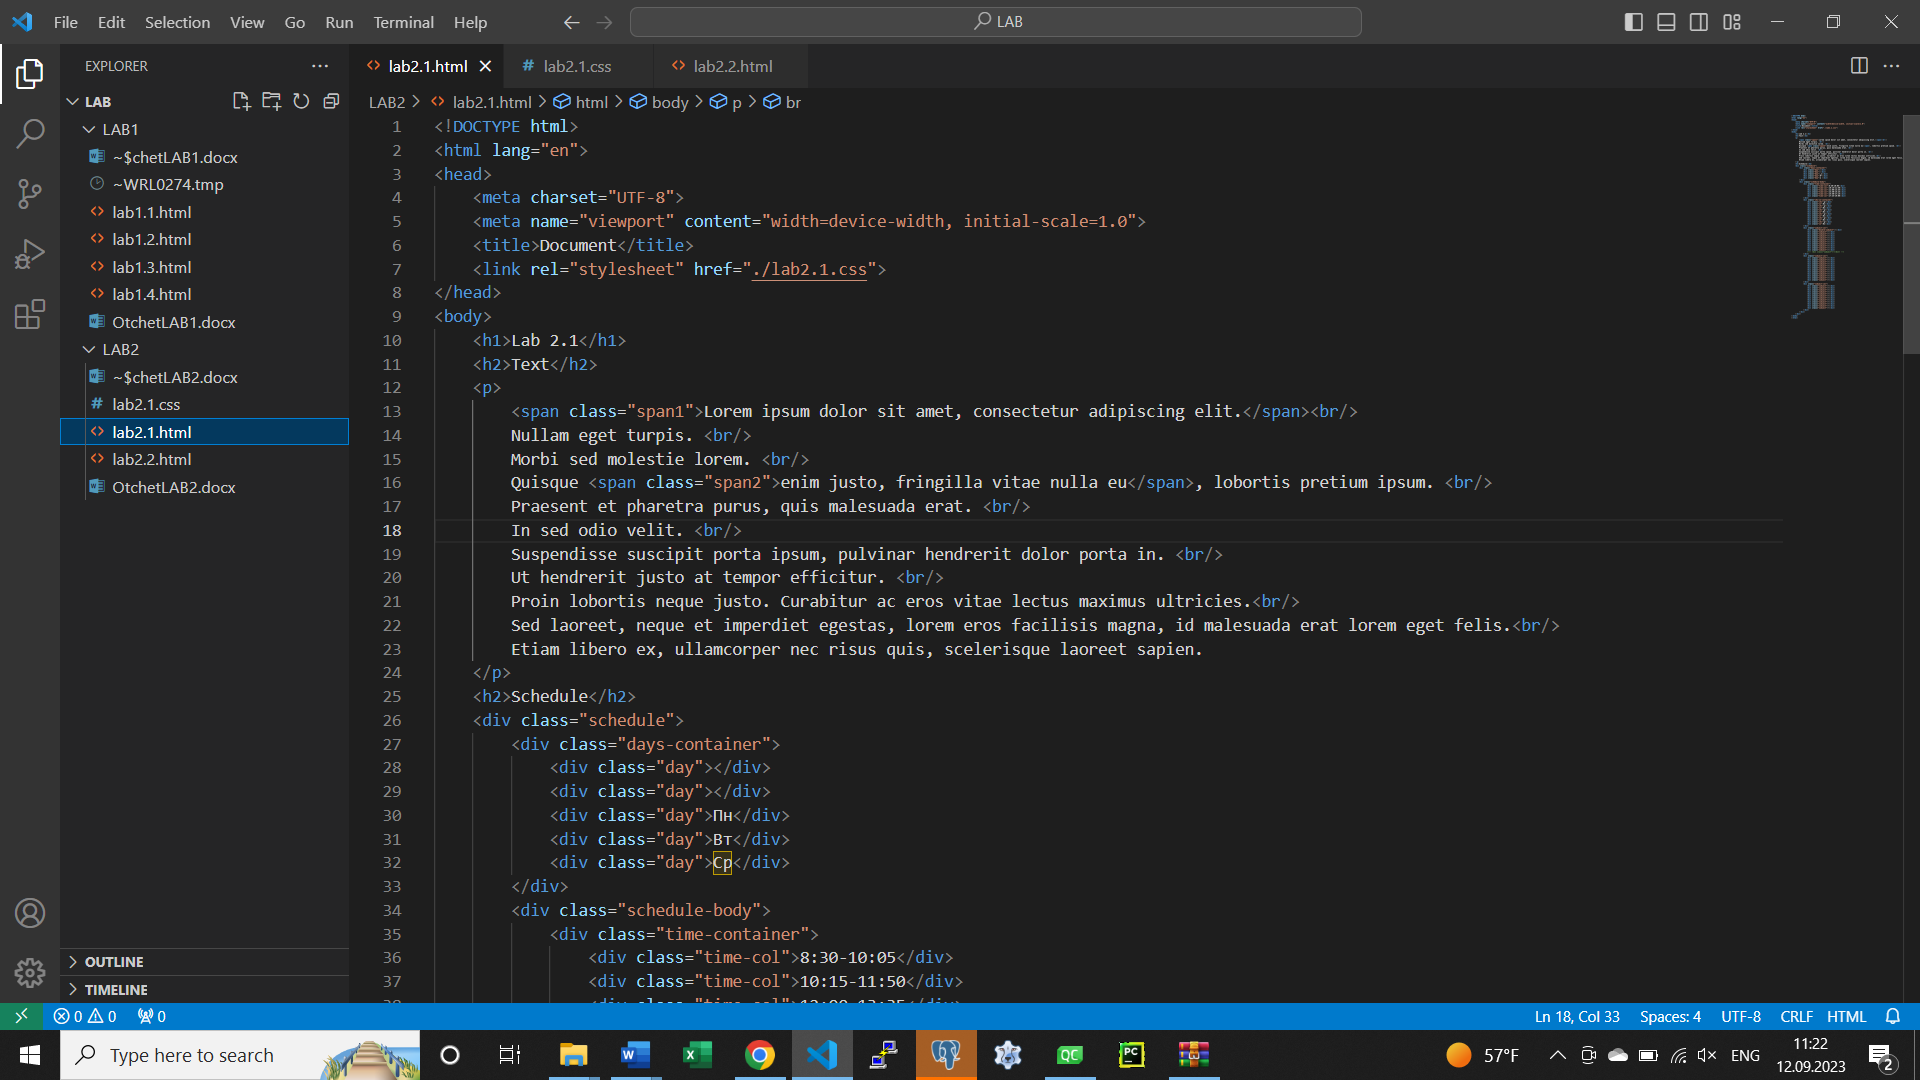 File Edit Selection View Go Run Terminal Help
LAB
EXPLORER
LAB
LAB1
~$chetLAB1.docx
~WRL0274.tmp
lab1.1.html
lab1.2.html
lab1.3.html
lab1.4.html
OtchetLAB1.docx
LAB2
~$chetLAB2.docx
lab2.1.css
lab2.1.html
lab2.2.html
OtchetLAB2.docx
OUTLINE
TIMELINE
lab2.1.html lab2.1.css lab2.2.html
LAB2 > lab2.1.html > html > body > p > br
1 <!DOCTYPE html>
2 <html lang="en">
3 <head>
4 <meta charset="UTF-8">
5 <meta name="viewport" content="width=device-width, initial-scale=1.0">
6 <title>Document</title>
7 <link rel="stylesheet" href="./lab2.1.css">
8 </head>
9 <body>
10 <h1>Lab 2.1</h1>
11 <h2>Text</h2>
12 <p>
13 <span class="span1">Lorem ipsum dolor sit amet, consectetur adipiscing elit.</span><br/>
14 Nullam eget turpis. <br/>
15 Morbi sed molestie lorem. <br/>
16 Quisque <span class="span2">enim justo, fringilla vitae nulla eu</span>, lobortis pretium ipsum. <br/>
17 Praesent et pharetra purus, quis malesuada erat. <br/>
18 In sed odio velit. <br/>
19 Suspendisse suscipit porta ipsum, pulvinar hendrerit dolor porta in. <br/>
20 Ut hendrerit justo at tempor efficitur. <br/>
21 Proin lobortis neque justo. Curabitur ac eros vitae lectus maximus ultricies.<br/>
22 Sed laoreet, neque et imperdiet egestas, lorem eros facilisis magna, id malesuada erat lorem eget felis.<br/>
23 Etiam libero ex, ullamcorper nec risus quis, scelerisque laoreet sapien.
24 </p>
25 <h2>Schedule</h2>
26 <div class="schedule">
27 <div class="days-container">
28 <div class="day"></div>
29 <div class="day"></div>
30 <div class="day">Пн</div>
31 <div class="day">Вт</div>
32 <div class="day">Ср</div>
33 </div>
34 <div class="schedule-body">
35 <div class="time-container">
36 <div class="time-col">8:30-10:05</div>
37 <div class="time-col">10:15-11:50</div>
0 0 0 Ln 18, Col 33 Spaces: 4 UTF-8 CRLF HTML
Type here to search
57°F ENG 11:22
12.09.2023
2